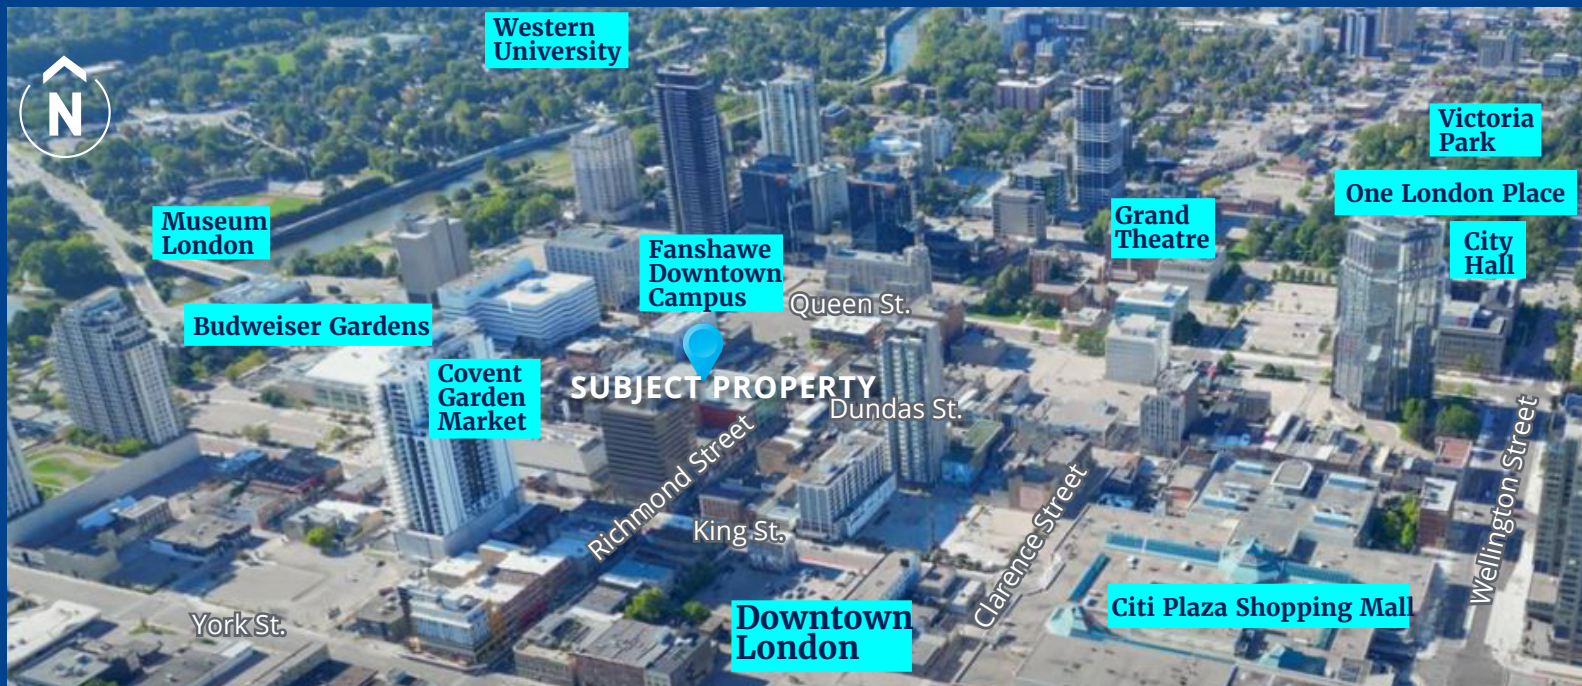 Western
University
N
Victoria
Park
One London Place
Museum
London
Grand
Theatre
City
Hall
Fanshawe
Downtown
Campus
Queen St.
Budweiser Gardens
Covent
Garden
Market
SUBJECT PROPERTY
Dundas St.
Richmond Street
King St.
Clarence Street
Wellington Street
York St.
Downtown
London
Citi Plaza Shopping Mall